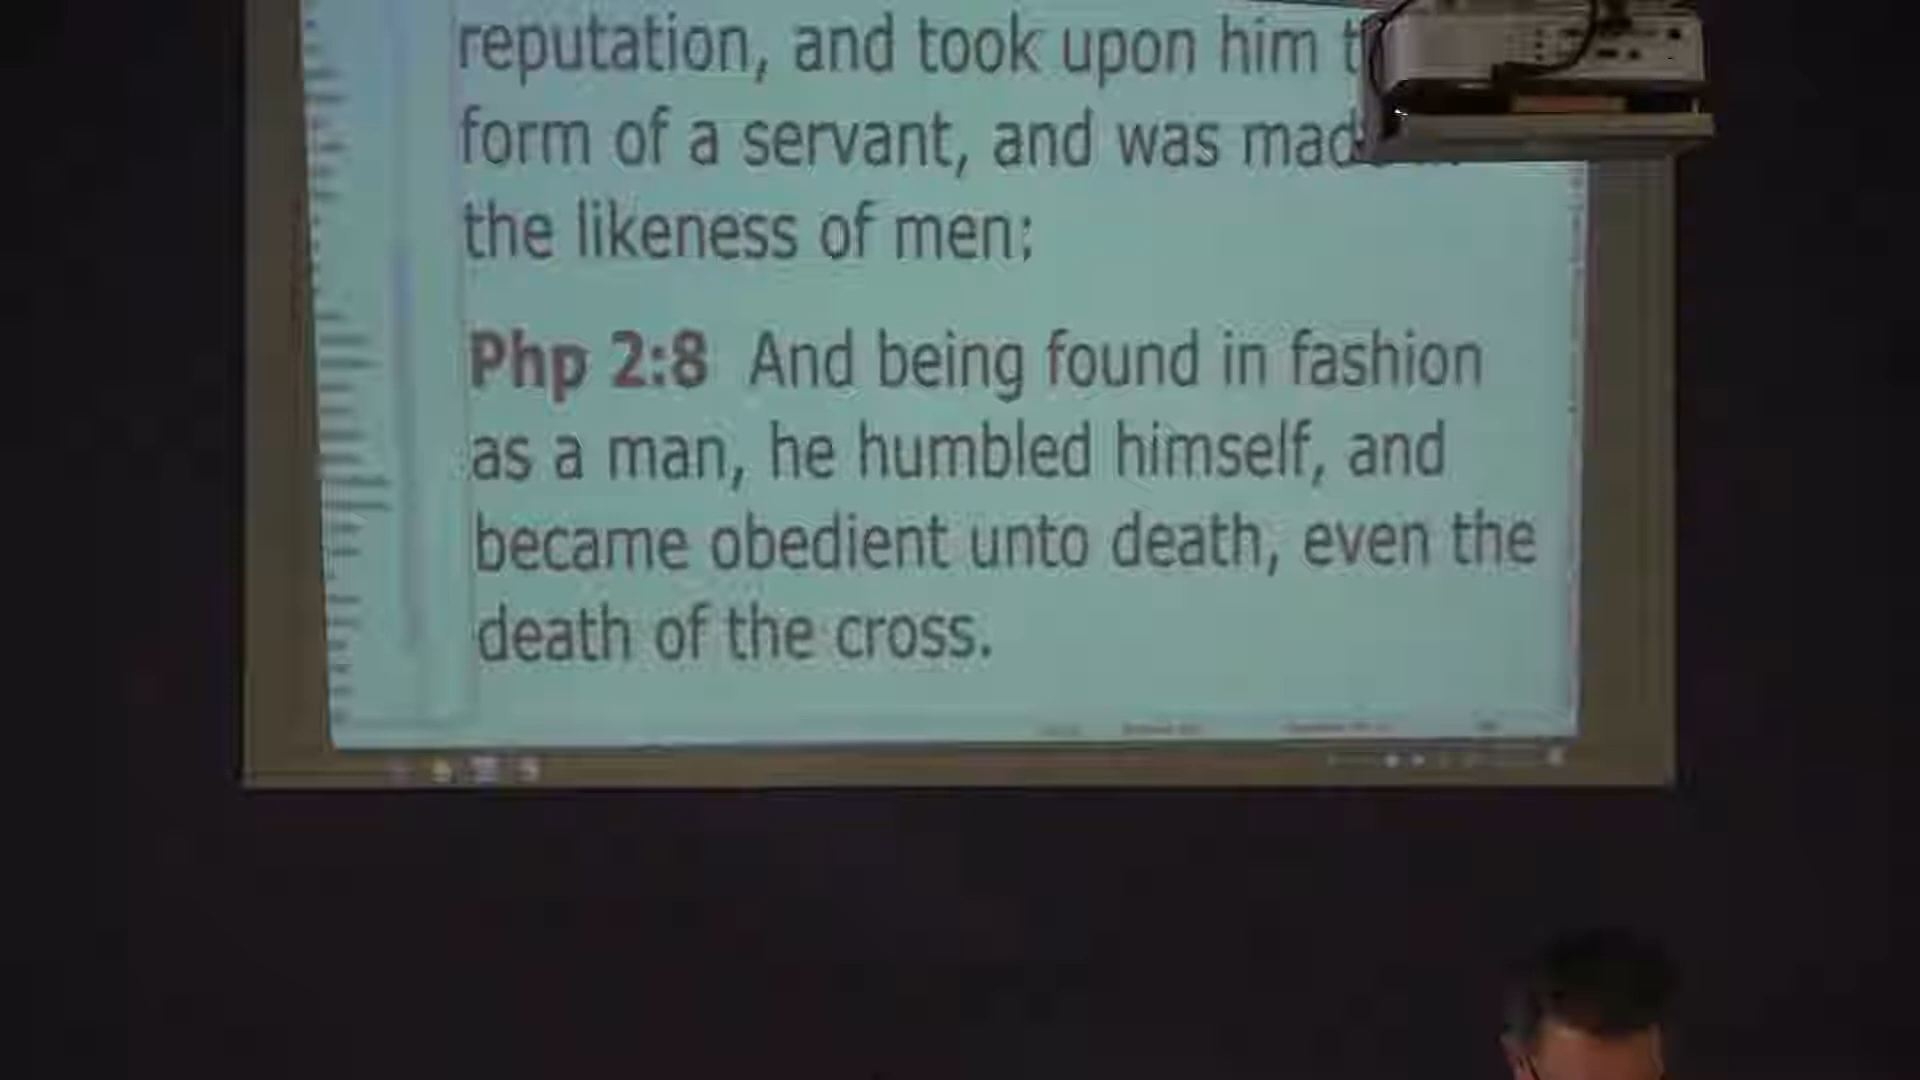 reputation, and took upon him
form of a servant, and was
the likeness of men:
Php 2:8 And being found in fashion
as a man, he humbled himself, and
became obedient unto death, even the
death of the cross.